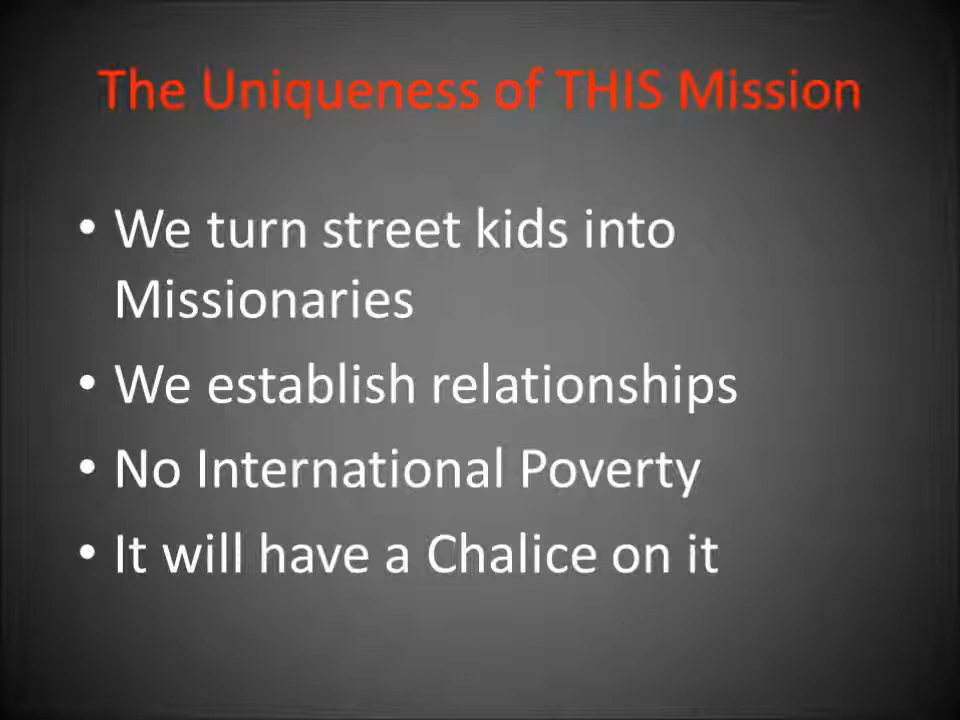 The Uniqueness of THIS Mission
• We turn street kids into
Missionaries
• We establish relationships
• No International Poverty
• It will have a Chalice on it